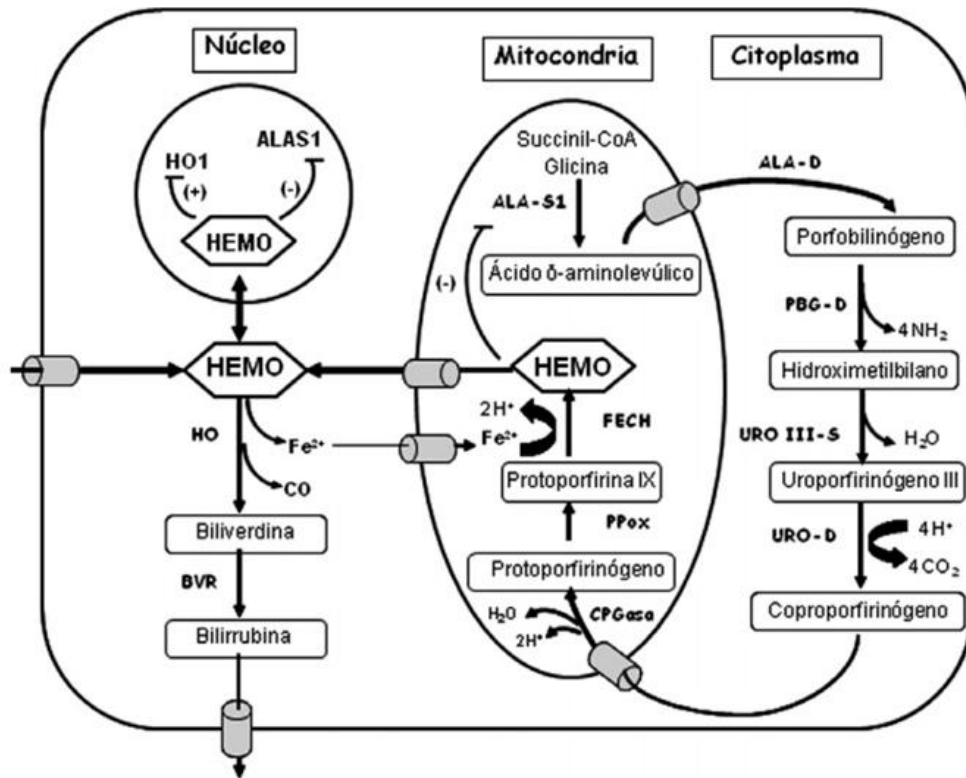 Núcleo
Mitocondria
Citoplasma
ALAS1
HO1
(+)
(-)
HEMO
HEMO
HO
Fe²⁺
CO
Biliverdina
BVR
Bilirrubina
Succinil-CoA
Glicina
ALA-S1
Ácido δ-aminolevúlico
(-)
HEMO
2H⁺
Fe²⁺
FECH
Protoporfirina IX
PPox
Protoporfirinógeno
H₂O
2H⁺
CPGasa
ALA-D
Porfobilinógeno
PBG-D
4NH₂
Hidroximetilbilano
URO III-S
H₂O
Uroporfirinógeno III
URO-D
4H⁺
4CO₂
Coproporfirinógeno